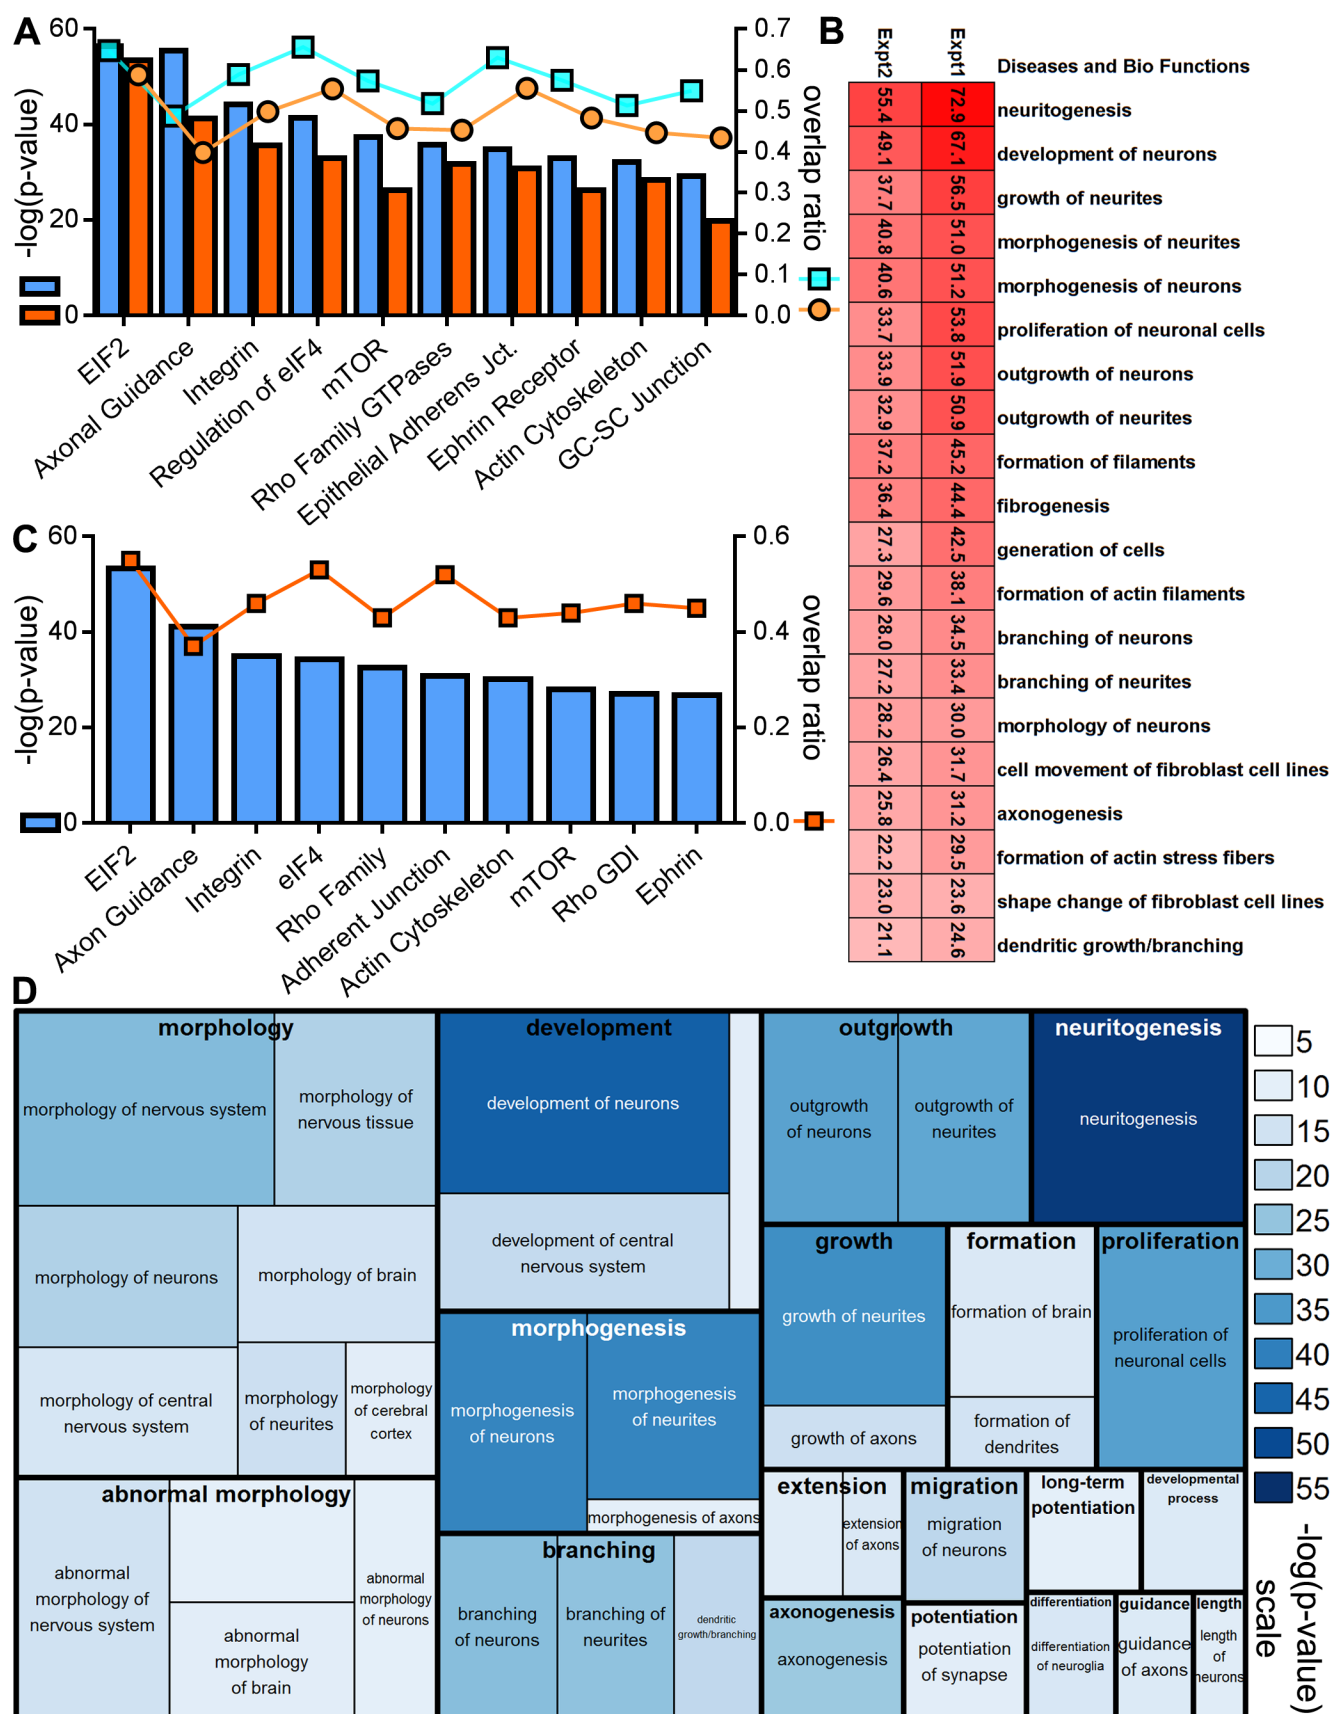 A
60
40
20
0
-log(p-value)
0.7
0.6
0.5
0.4
0.3
0.2
0.1
0.0
overlap ratio
EIF2
Axonal Guidance
Integrin
Regulation of eIF4
mTOR
Rho Family GTPases
Epithelial Adherens Jct.
Ephrin Receptor
Actin Cytoskeleton
GC-SC Junction
B
Expt2 Expt1 Diseases and Bio Functions
55.4 72.9 neuritogenesis
49.1 67.1 development of neurons
37.7 56.5 growth of neurites
40.8 51.0 morphogenesis of neurites
40.6 51.2 morphogenesis of neurons
33.7 53.8 proliferation of neuronal cells
33.9 51.9 outgrowth of neurons
32.9 50.9 outgrowth of neurites
37.2 45.2 formation of filaments
36.4 44.4 fibrogenesis
27.3 42.5 generation of cells
29.6 38.1 formation of actin filaments
28.0 34.5 branching of neurons
27.2 33.4 branching of neurites
28.2 30.0 morphology of neurons
26.4 31.7 cell movement of fibroblast cell lines
25.8 31.2 axonogenesis
22.2 29.5 formation of actin stress fibers
23.0 23.6 shape change of fibroblast cell lines
21.1 24.6 dendritic growth/branching
C
60
40
20
0
-log(p-value)
0.6
0.4
0.2
0.0
overlap ratio
EIF2
Axon Guidance
Integrin
eIF4
Rho Family
Adherent Junction
Actin Cytoskeleton
mTOR
Rho GDI
Ephrin
D
morphology
morphology of nervous system
morphology of
nervous tissue
morphology of neurons
morphology of brain
morphology of central
nervous system
morphology
of neurites
morphology
of cerebral
cortex
abnormal morphology
abnormal
morphology of
nervous system
abnormal
morphology
of brain
abnormal
morphology
of neurons
development
development of neurons
development of central
nervous system
morphogenesis
morphogenesis
of neurons
morphogenesis
of neurites
morphogenesis of axons
branching
branching
of neurons
branching of
neurites
dendritic
growth/branching
outgrowth
outgrowth
of neurons
outgrowth of
neurites
neuritogenesis
neuritogenesis
growth
growth of neurites
growth of axons
formation
formation of brain
formation of
dendrites
proliferation
proliferation of
neuronal cells
extension
extension
of axons
migration
migration
of neurons
long-term
potentiation
developmental
process
axonogenesis
axonogenesis
potentiation
potentiation
of synapse
differentiation
differentiation
of neuroglia
guidance
guidance
of axons
length
length
of
neurons
5
10
15
20
25
30
35
40
45
50
55
-log(p-value)
scale